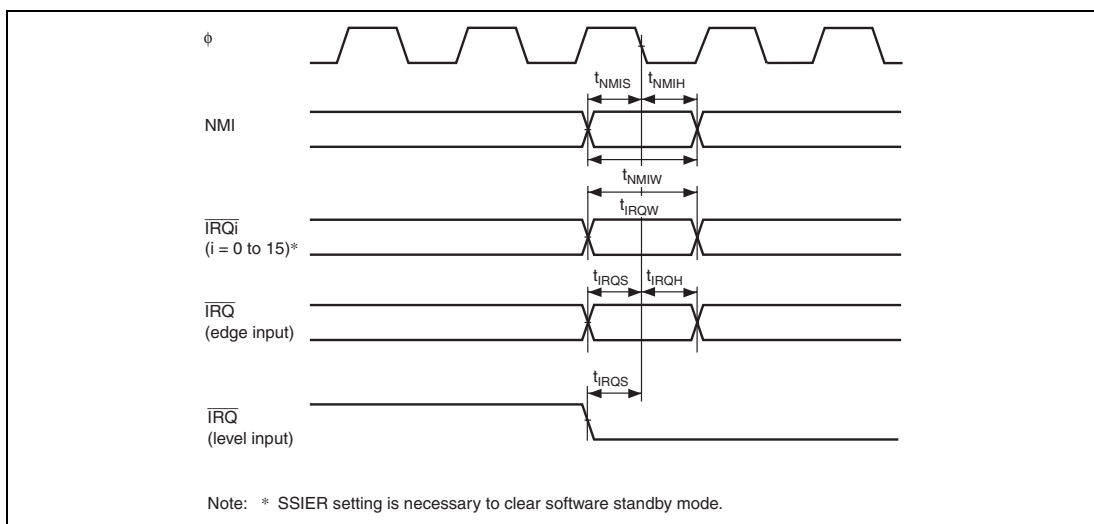 ϕ
tNMIS tNMIH
NMI
tNMIW
tIRQW
IRQi
(i = 0 to 15)*
tIRQS tIRQH
IRQ
(edge input)
tIRQS
IRQ
(level input)
Note: * SSIER setting is necessary to clear software standby mode.